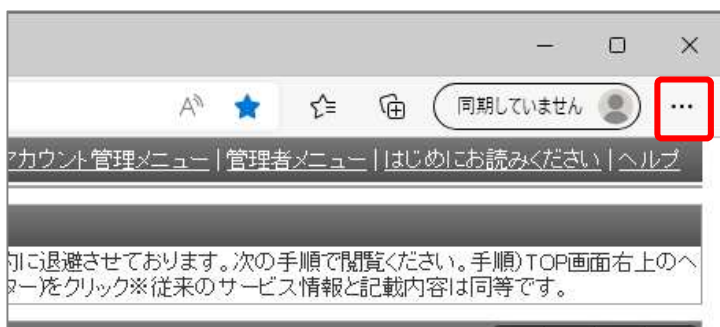 同期していません
アカウント管理メニュー | 管理者メニュー | はじめにお読みください | ヘルプ
的に退避させております。次の手順で閲覧ください。手順)TOP画面右上のヘ
ター)をクリック※従来のサービス情報と記載内容は同等です。